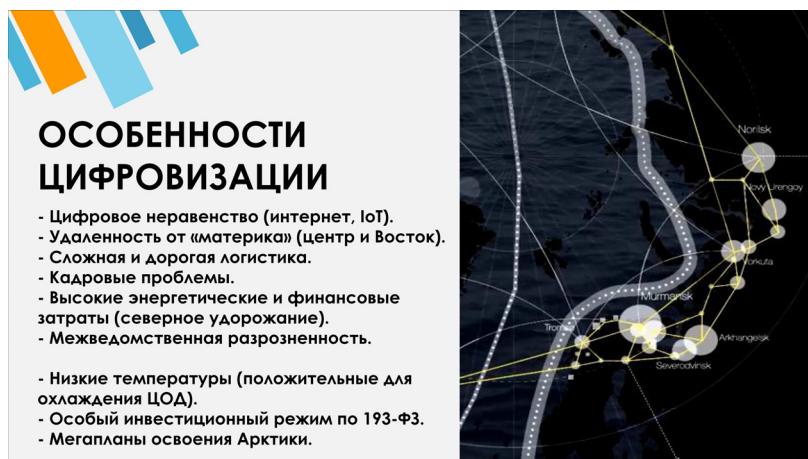 ОСОБЕННОСТИ
ЦИФРОВИЗАЦИИ
- Цифровое неравенство (интернет, IoT).
- Удаленность от «материка» (центр и Восток).
- Сложная и дорогая логистика.
- Кадровые проблемы.
- Высокие энергетические и финансовые
затраты (северное удорожание).
- Межведомственная разрозненность.
- Низкие температуры (положительные для
охлаждения ЦОД).
- Особый инвестиционный режим по 193-ФЗ.
- Мегапланы освоения Арктики.
Norilsk
Novy Urengoy
Vorkuta
Murmansk
Arkhangelsk
Severodvinsk